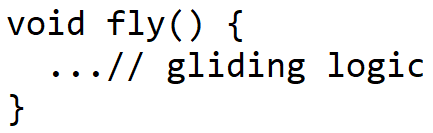 void fly() {
  ...// gliding logic
}